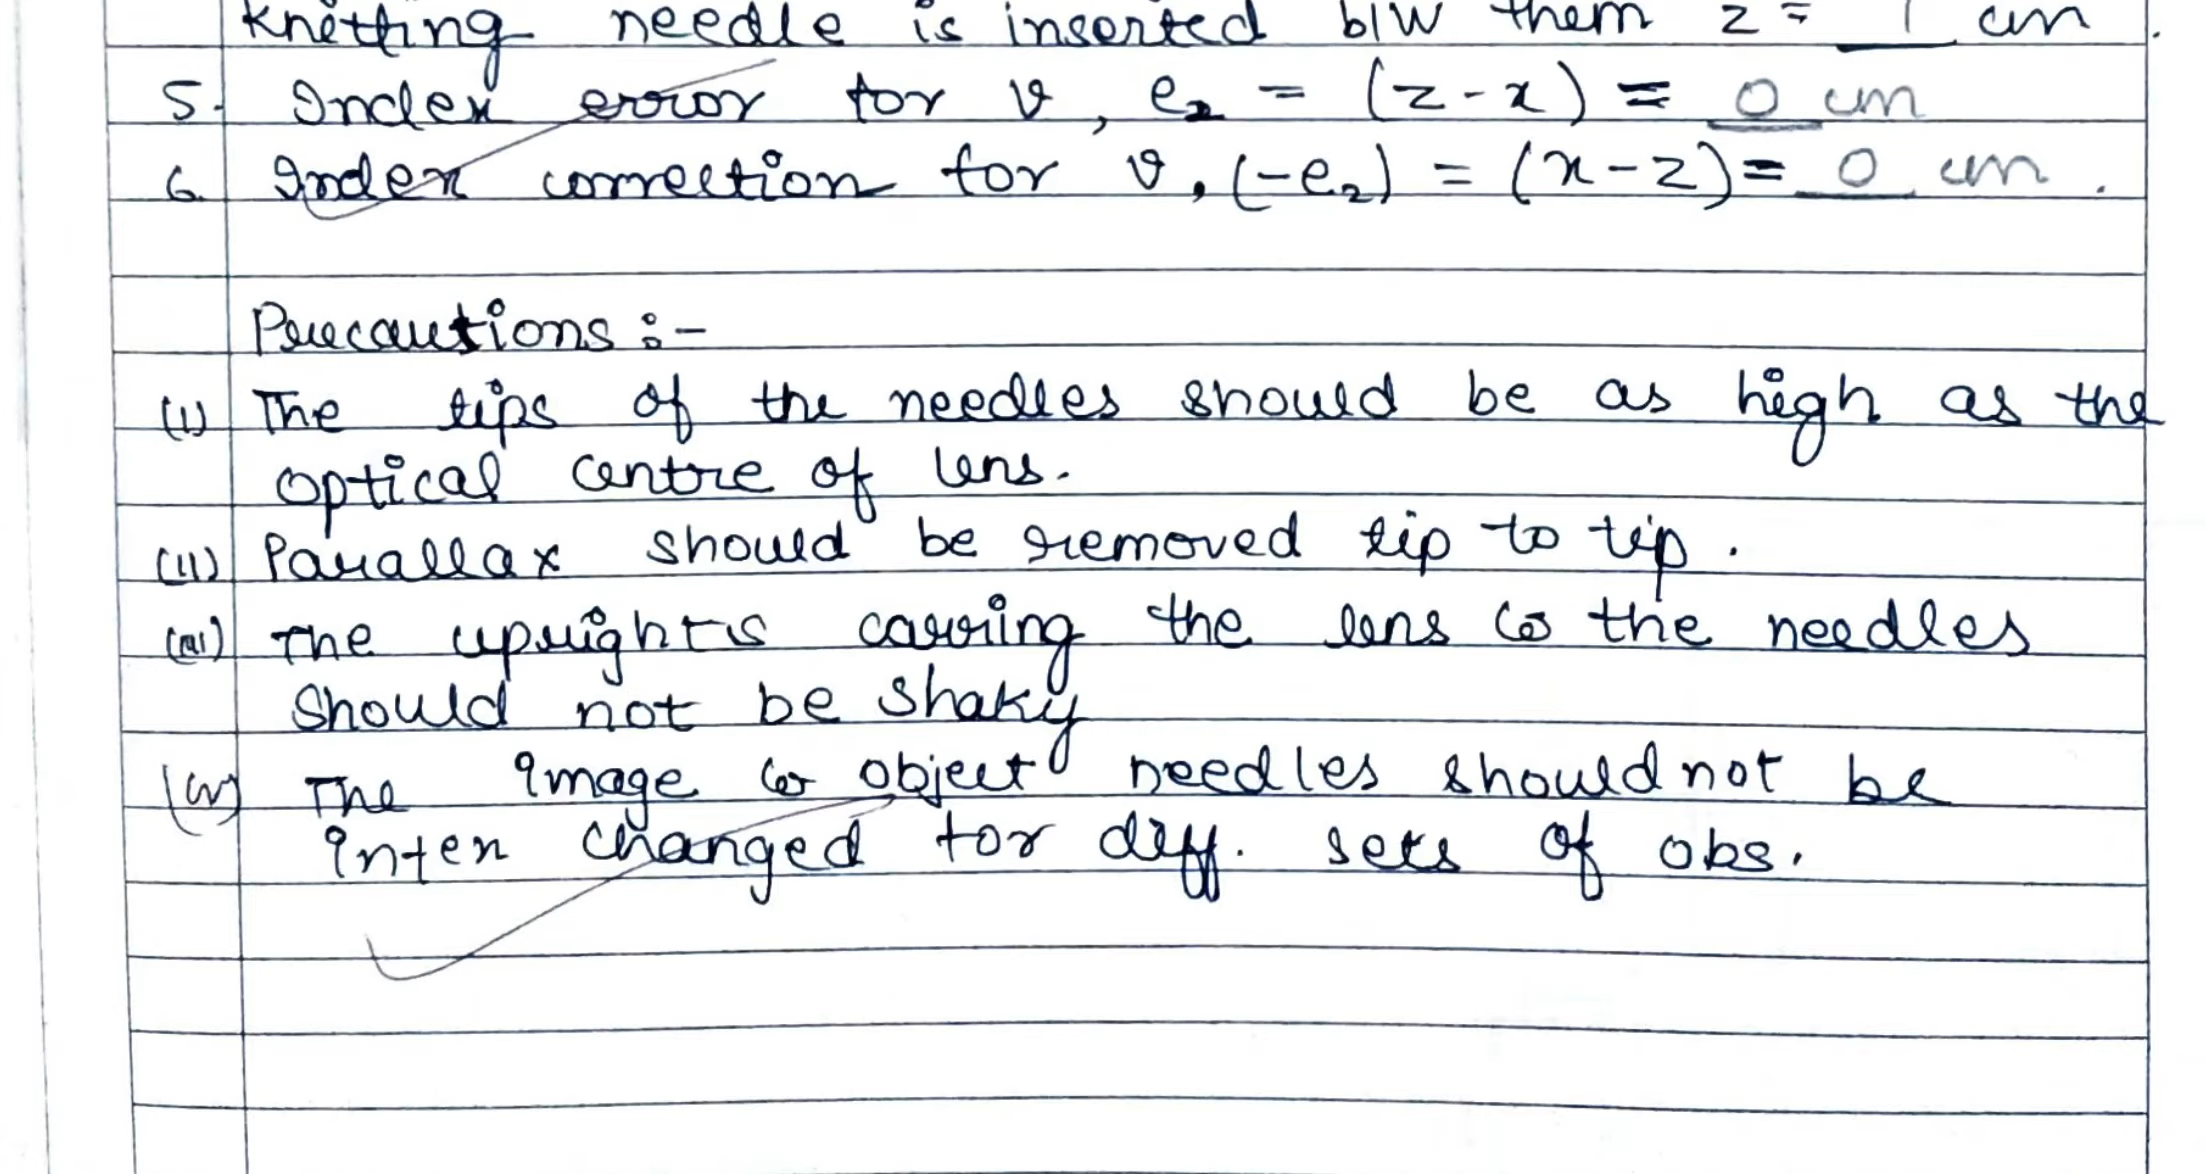 Knitting needle is inserted b/w them z = 1 cm.
5. Index error for v, e₂ = (z-x) = 0 cm
6. Index correction for v, (-e₂) = (x-z) = 0 cm.
Precautions :-
(i) The tips of the needles should be as high as the
optical centre of lens.
(ii) Parallax should be removed tip to tip.
(iii) The uprights carring the lens & the needles
should not be shaky
(iv) The image & object needles should not be
inter changed for diff. sets of obs.